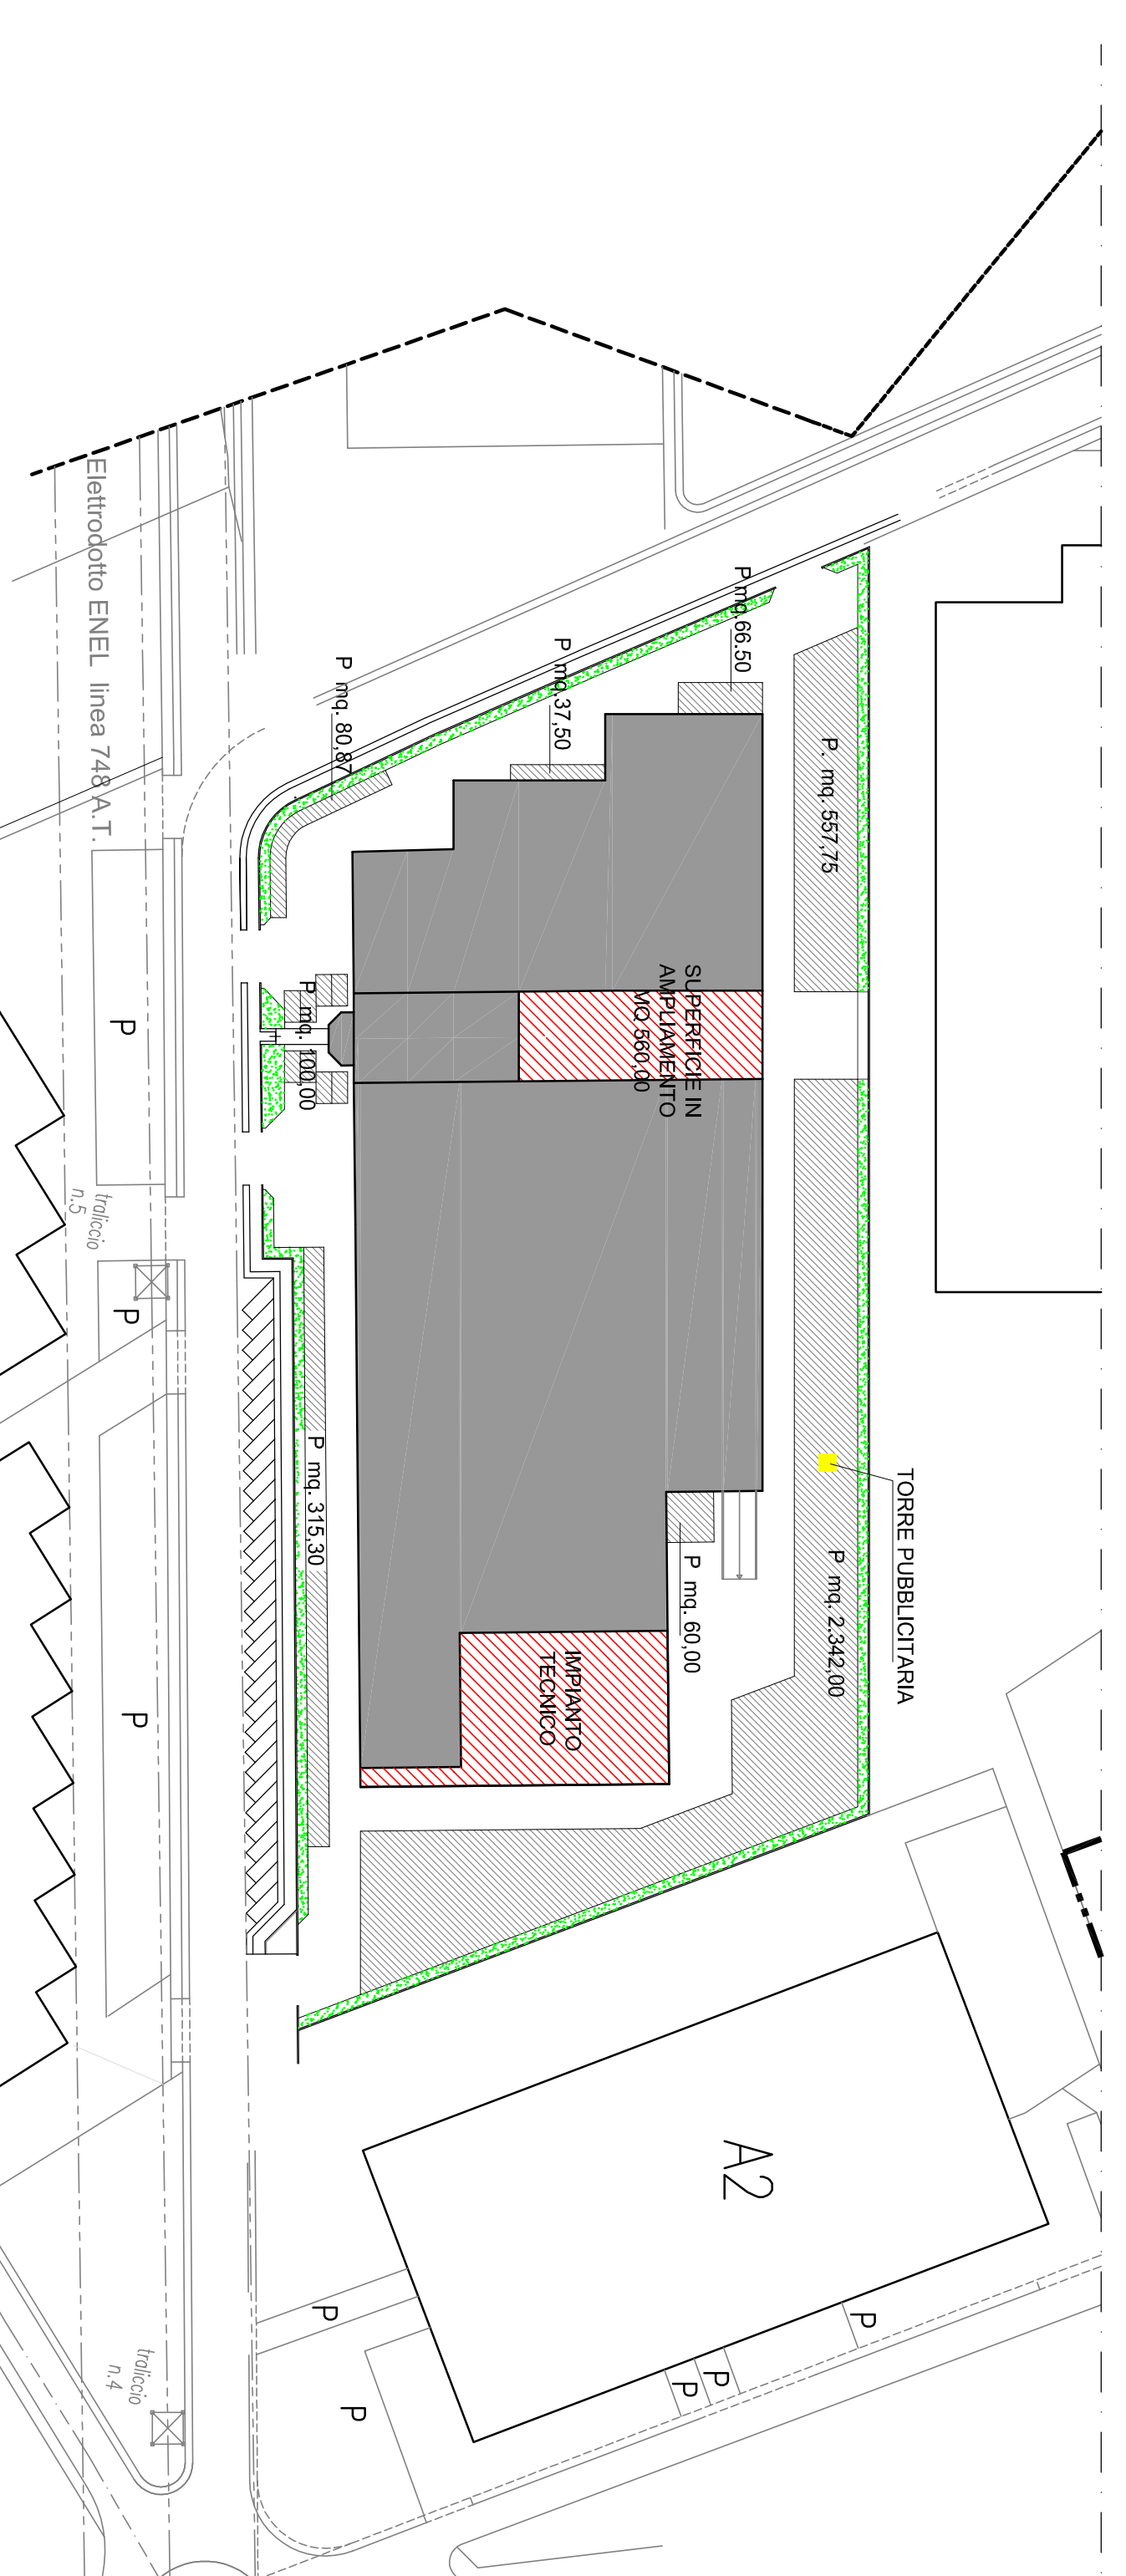 Elettrodotto ENEL linea 748 A.T.
P mq. 66.50
P mq. 37,50
P mq. 80,87
P. mq. 557,75
SUPERFICIE IN
AMPLIAMENTO
MQ 560,00
P mq. 100,00
P
traliccio
n.5
P
P mq. 315,30
TORRE PUBBLICITARIA
P mq. 2.342,00
P mq. 60,00
IMPIANTO
TECNICO
P
A2
P
P
P
P
P
traliccio
n.4